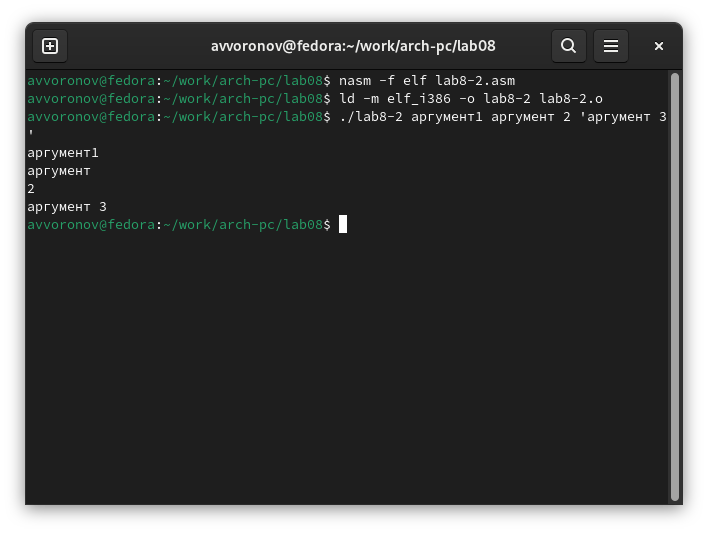 avvoronov@fedora:~/work/arch-pc/lab08
avvoronov@fedora:~/work/arch-pc/lab08$ nasm -f elf lab8-2.asm
avvoronov@fedora:~/work/arch-pc/lab08$ ld -m elf_i386 -o lab8-2 lab8-2.o
avvoronov@fedora:~/work/arch-pc/lab08$ ./lab8-2 аргумент1 аргумент 2 'аргумент 3
'
аргумент1
аргумент
2
аргумент 3
avvoronov@fedora:~/work/arch-pc/lab08$